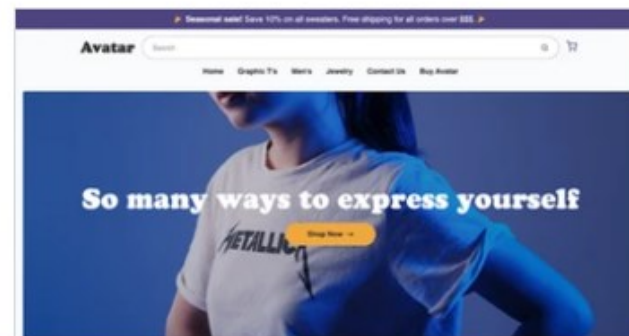 🎉 Seasonal sale! Save 10% on all sweaters. Free shipping for all orders over $$$. 🎉
Avatar
Search
Home Graphic T's Men's Jewelry Contact Us Buy Avatar
So many ways to express yourself
Shop Now →
METALLIC